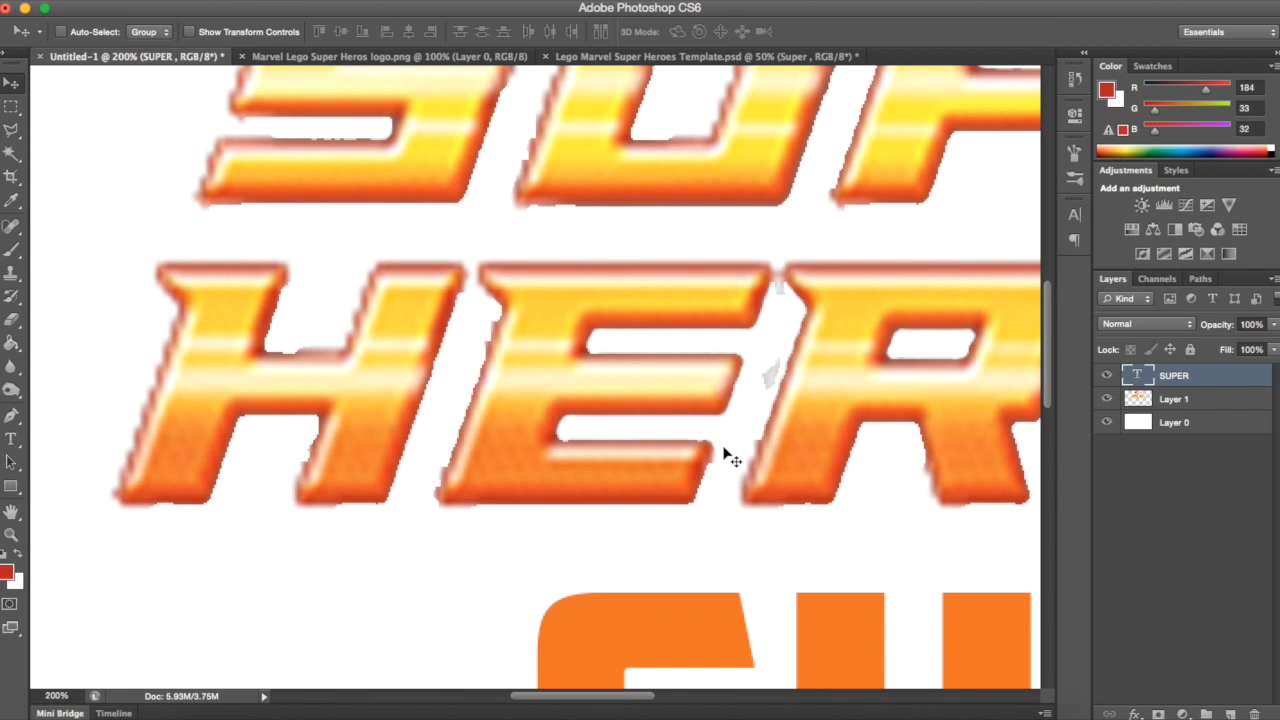 Adobe Photoshop CS6
Auto-Select: Group Show Transform Controls 3D Mode: Essentials
Untitled-1 @ 200% (SUPER , RGB/8*) * Marvel Lego Super Heros logo.png @ 100% (Layer 0, RGB/8) Lego Marvel Super Heroes Template.psd @ 50% (Super , RGB/8*) *
Color Swatches
R 184
G 33
B 32
Adjustments Styles
Add an adjustment
Layers Channels Paths
Kind
Normal Opacity: 100%
Lock: Fill: 100%
SUPER
Layer 1
Layer 0
SUP
HER
SU
200% Doc: 5.93M/3.75M
Mini Bridge Timeline